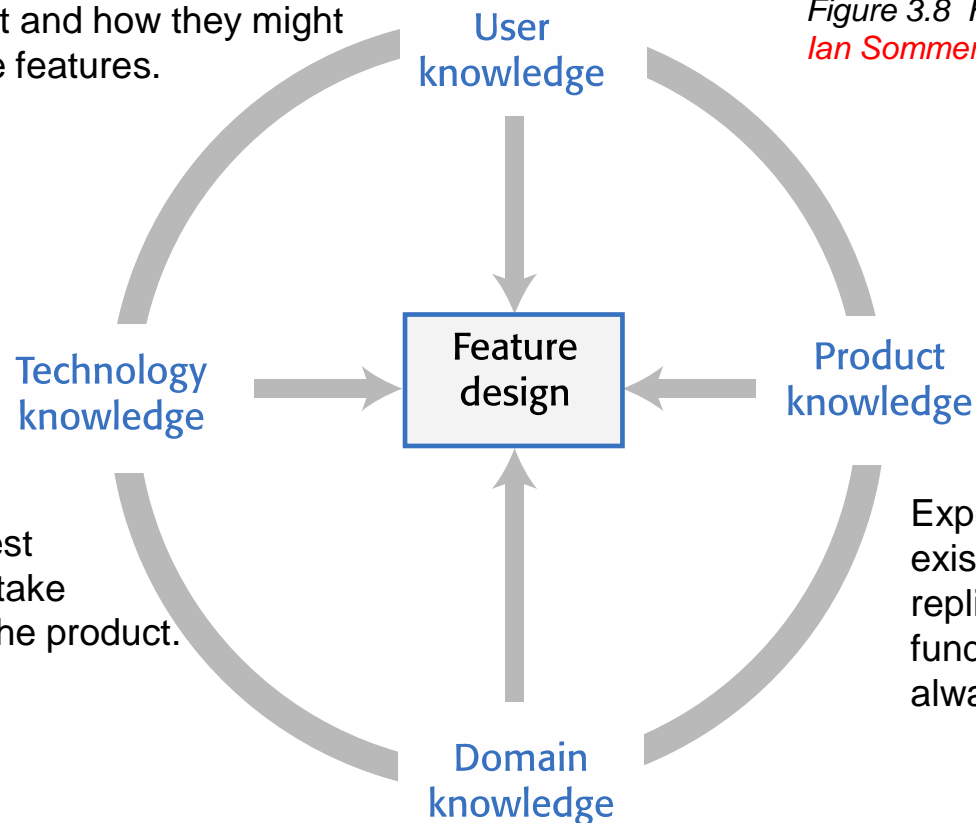 t and how they might
e features.
Figure 3.8
Ian Sommer
User
knowledge
Technology
knowledge
Feature
design
Product
knowledge
est
take
he product.
Exp
exis
repli
func
alwa
Domain
knowledge